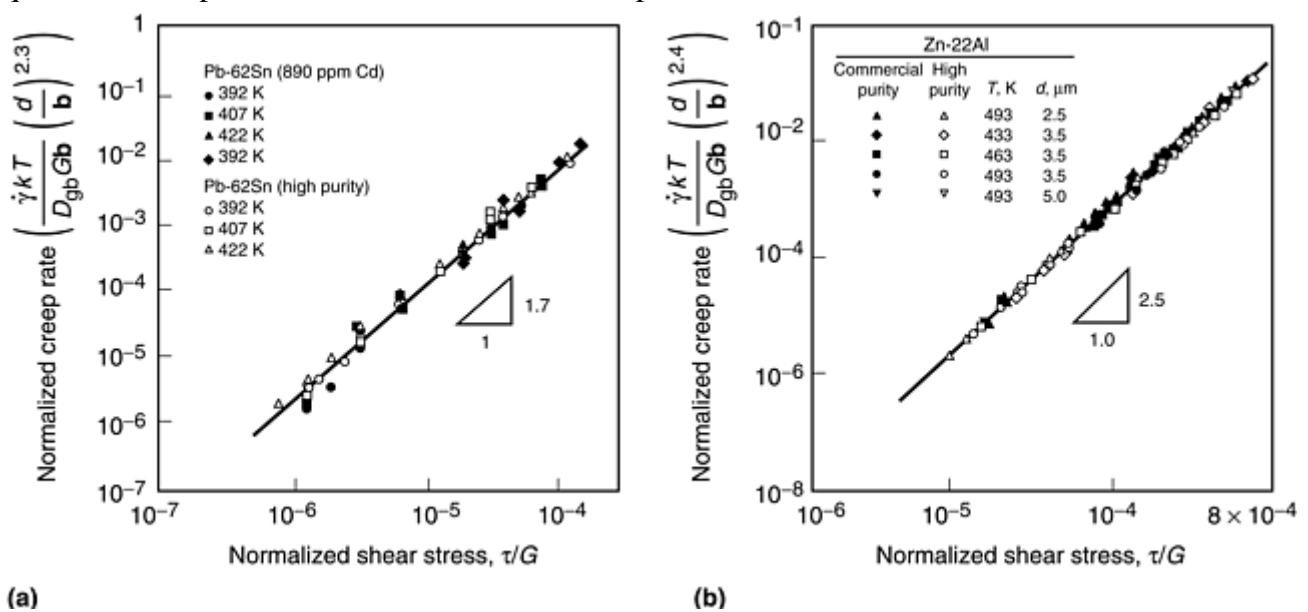 Normalized creep rate (γ̇kT/D_gbGb) (d/b)^2.3
1
10^−1
10^−2
10^−3
10^−4
10^−5
10^−6
10^−7
Pb-62Sn (890 ppm Cd)
● 392 K
■ 407 K
▲ 422 K
◆ 392 K
Pb-62Sn (high purity)
○ 392 K
□ 407 K
△ 422 K
1.7
1
10^−7 10^−6 10^−5 10^−4
Normalized shear stress, τ/G
(a)
Normalized creep rate (γ̇kT/D_gbGb) (d/b)^2.4
10^−1
10^−2
10^−4
10^−6
10^−8
Zn-22Al
Commercial purity High purity T, K d, μm
▲ △ 493 2.5
◆ ◇ 433 3.5
■ □ 463 3.5
● ○ 493 3.5
▼ ▽ 493 5.0
2.5
1.0
10^−6 10^−5 10^−4 8 × 10^−4
Normalized shear stress, τ/G
(b)